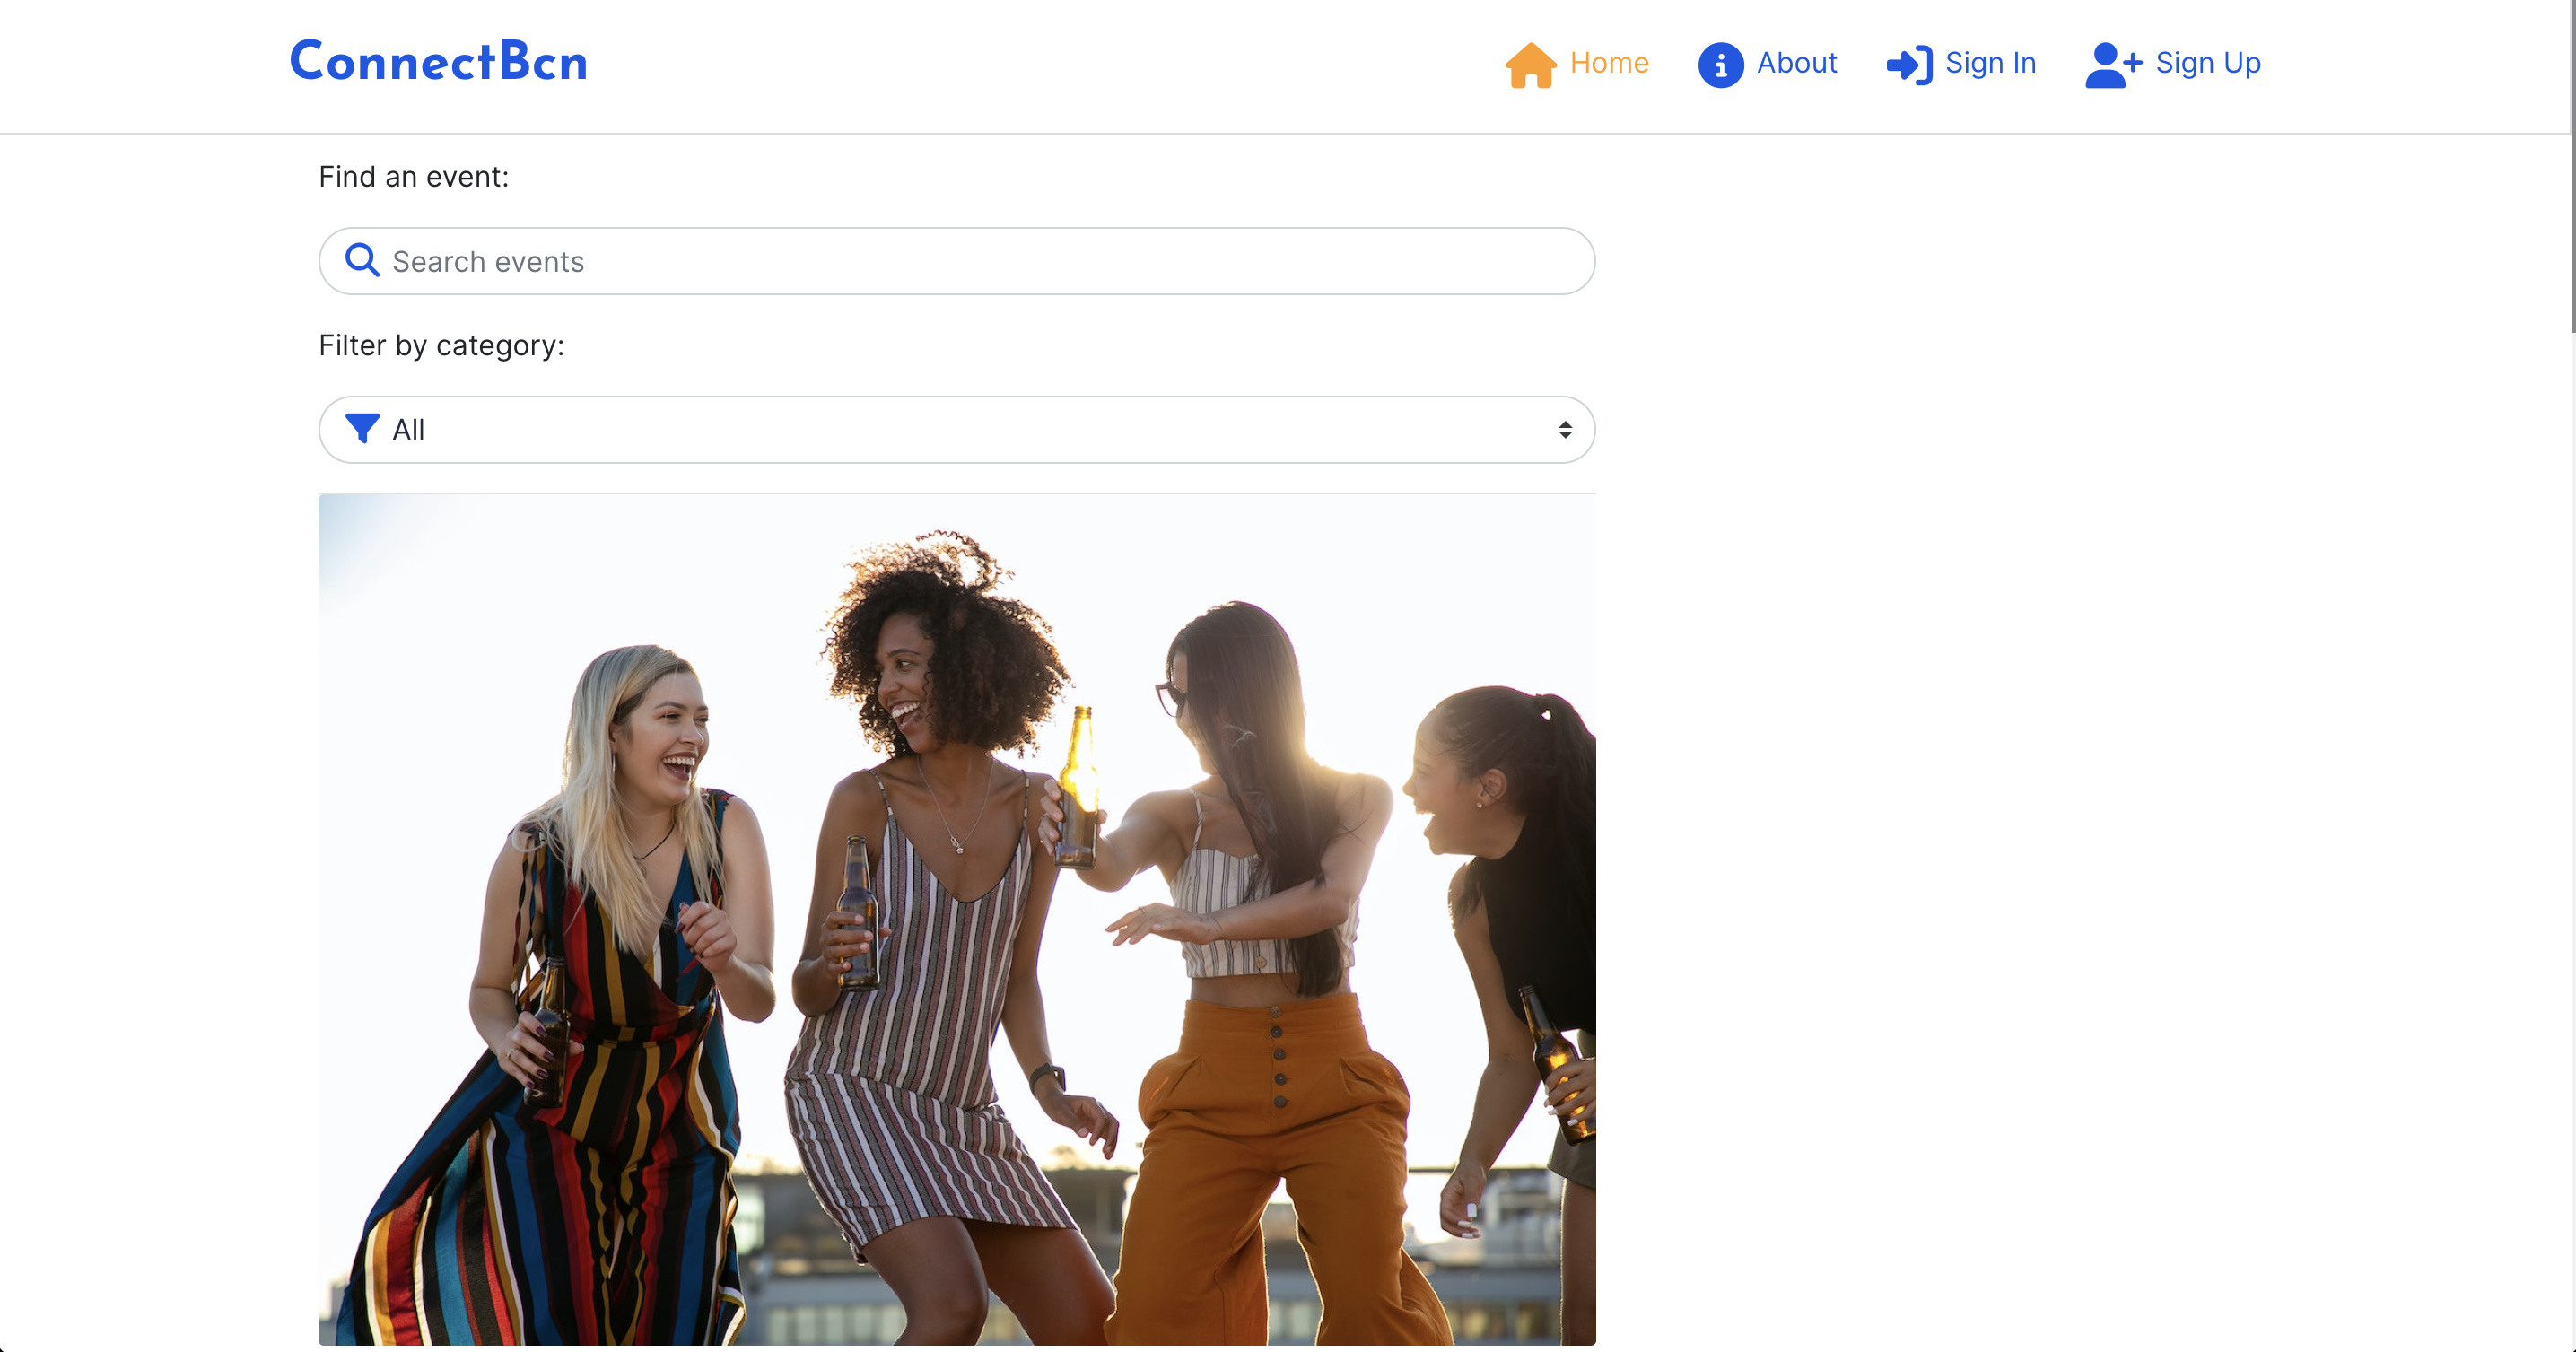 ConnectBcn
Home About Sign In Sign Up
Find an event:
Search events
Filter by category:
All